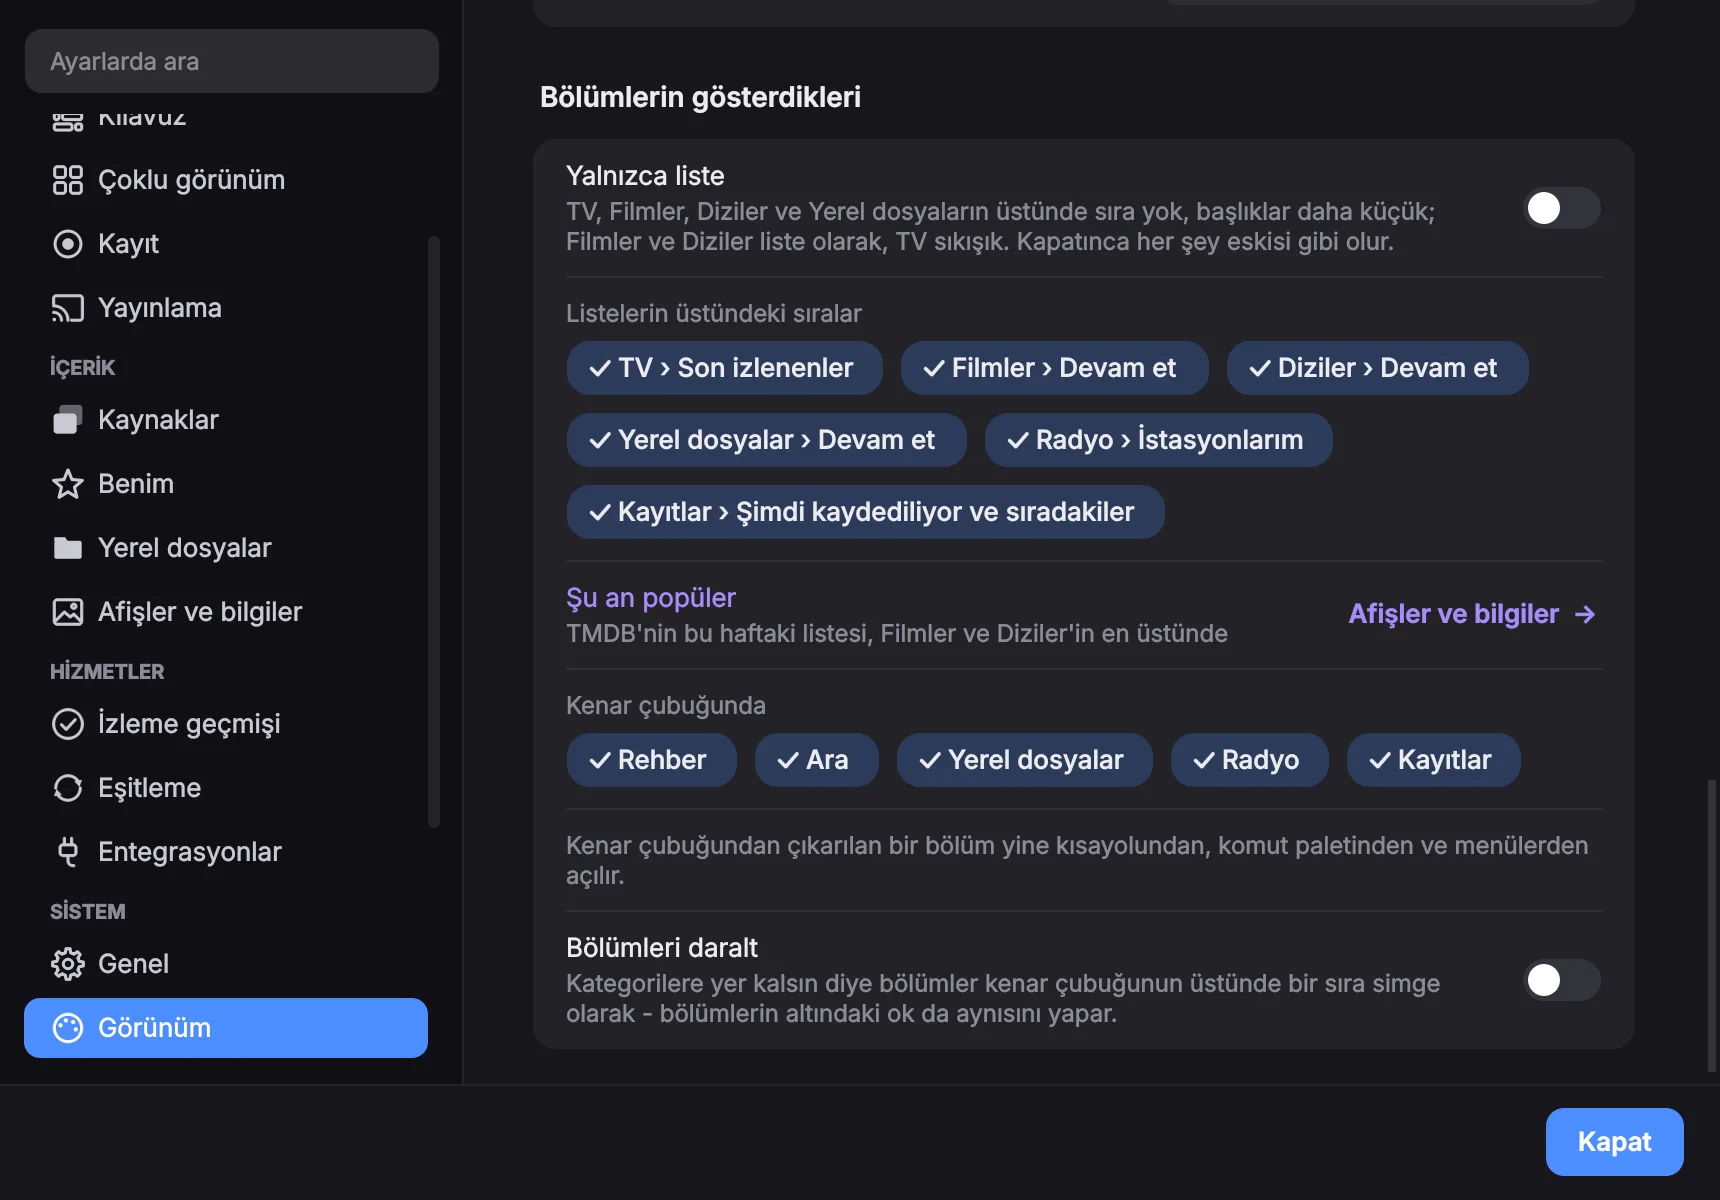 Ayarlarda ara
Kılavuz
Çoklu görünüm
Kayıt
Yayınlama
İÇERİK
Kaynaklar
Benim
Yerel dosyalar
Afişler ve bilgiler
HİZMETLER
İzleme geçmişi
Eşitleme
Entegrasyonlar
SİSTEM
Genel
Görünüm
Bölümlerin gösterdikleri
Yalnızca liste
TV, Filmler, Diziler ve Yerel dosyaların üstünde sıra yok, başlıklar daha küçük;
Filmler ve Diziler liste olarak, TV sıkışık. Kapatınca her şey eskisi gibi olur.
Listelerin üstündeki sıralar
✓ TV › Son izlenenler ✓ Filmler › Devam et ✓ Diziler › Devam et
✓ Yerel dosyalar › Devam et ✓ Radyo › İstasyonlarım
✓ Kayıtlar › Şimdi kaydediliyor ve sıradakiler
Şu an popüler
TMDB'nin bu haftaki listesi, Filmler ve Diziler'in en üstünde
Afişler ve bilgiler →
Kenar çubuğunda
✓ Rehber ✓ Ara ✓ Yerel dosyalar ✓ Radyo ✓ Kayıtlar
Kenar çubuğundan çıkarılan bir bölüm yine kısayolundan, komut paletinden ve menülerden
açılır.
Bölümleri daralt
Kategorilere yer kalsın diye bölümler kenar çubuğunun üstünde bir sıra simge
olarak - bölümlerin altındaki ok da aynısını yapar.
Kapat